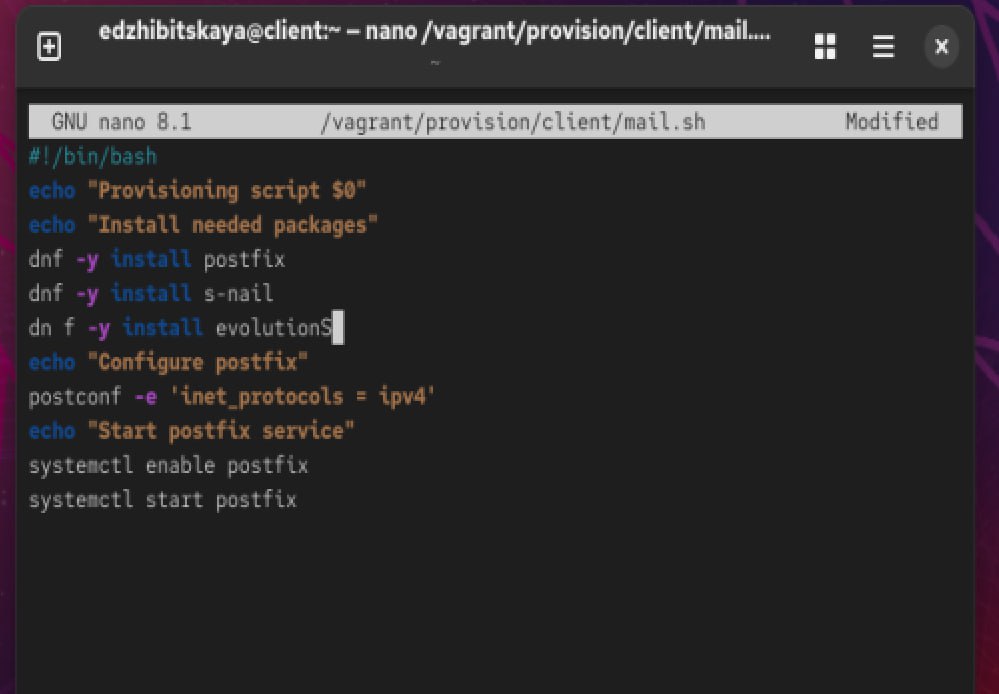 edzhibitskaya@client:~ — nano /vagrant/provision/client/mail....
~
GNU nano 8.1 /vagrant/provision/client/mail.sh Modified
#!/bin/bash
echo "Provisioning script $0"
echo "Install needed packages"
dnf -y install postfix
dnf -y install s-nail
dn f -y install evolutionS
echo "Configure postfix"
postconf -e 'inet_protocols = ipv4'
echo "Start postfix service"
systemctl enable postfix
systemctl start postfix